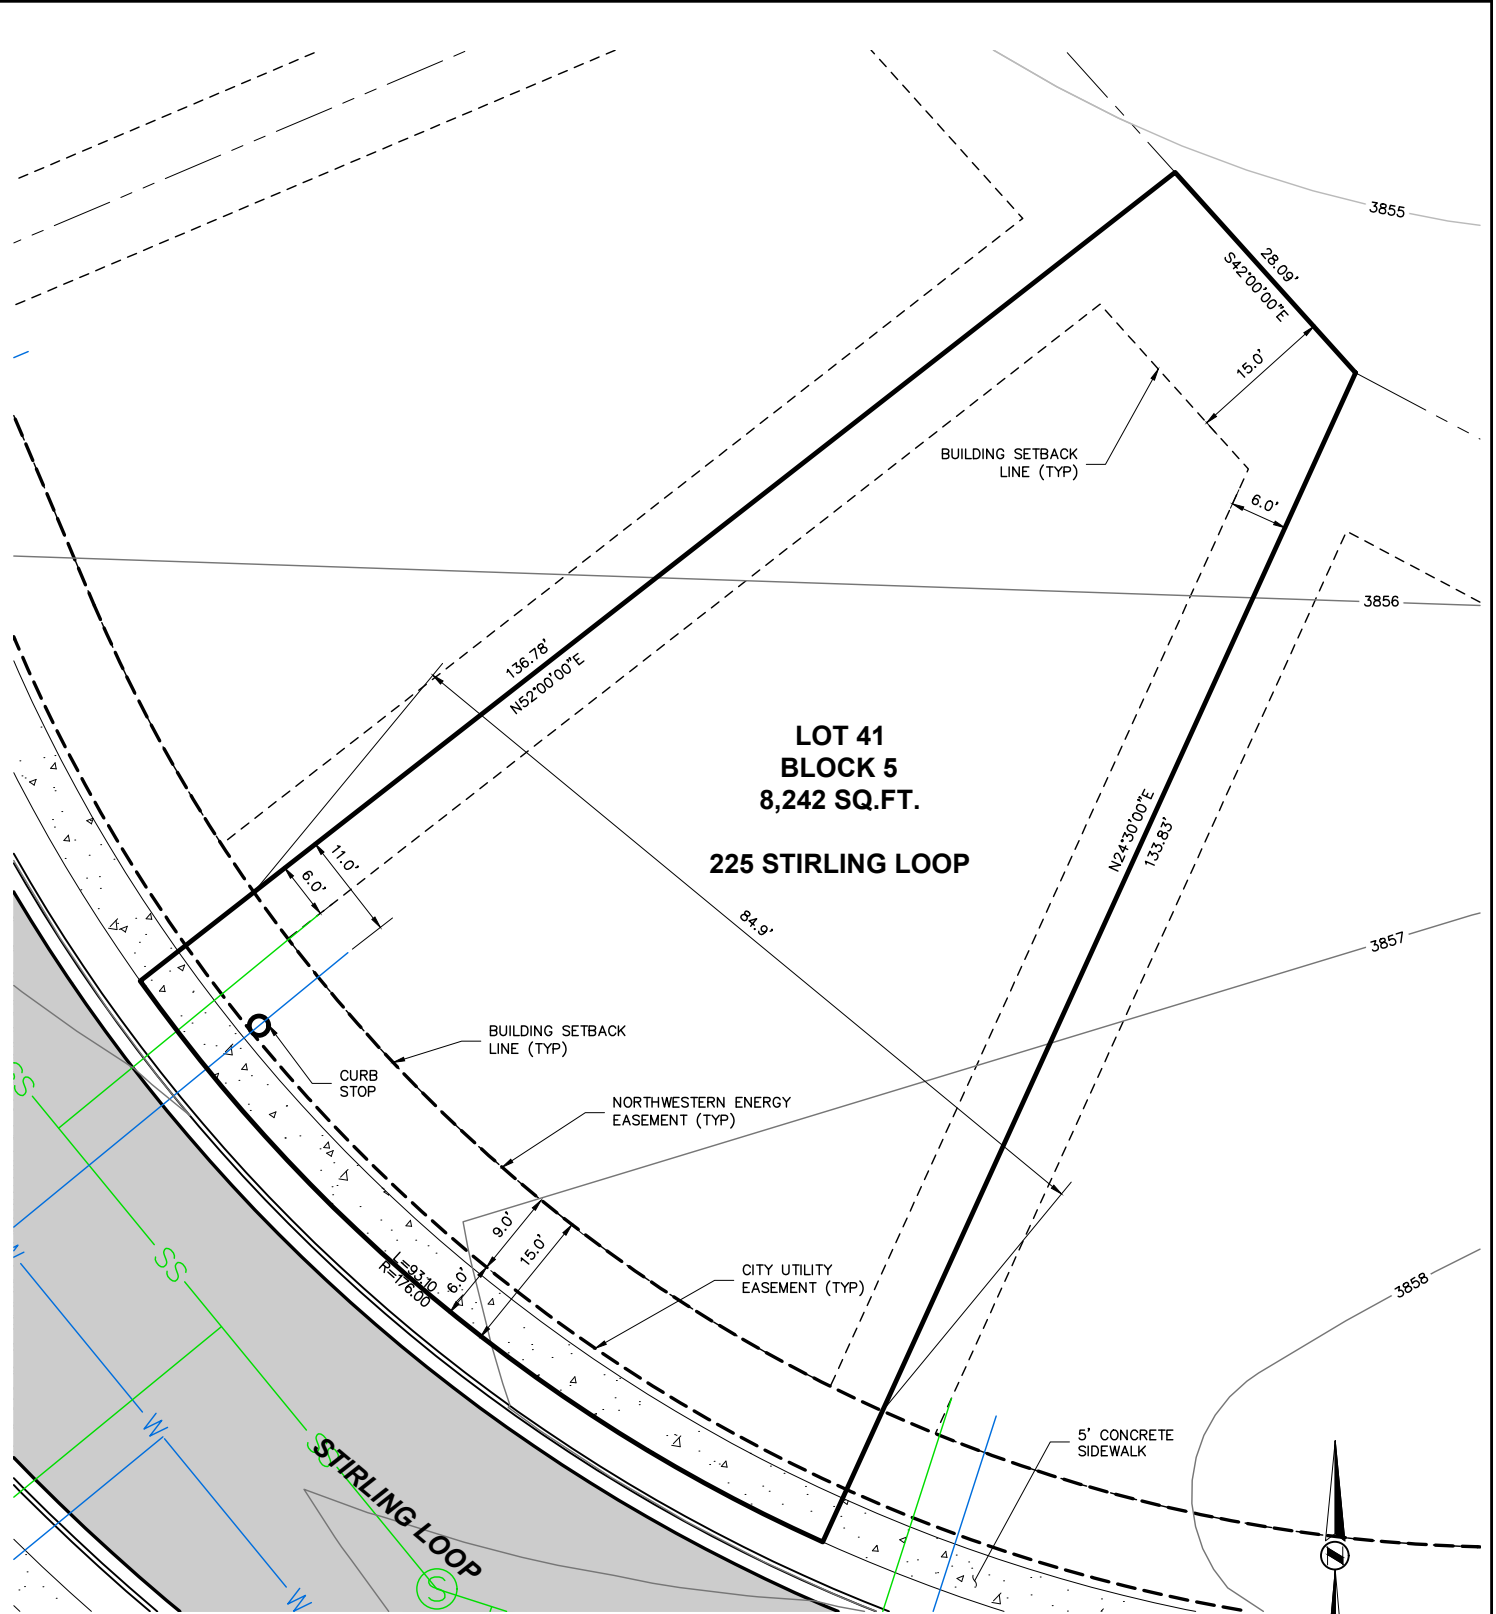 3855
28.09'
S42°00'00"E
15.0'
BUILDING SETBACK
LINE (TYP)
6.0'
3856
136.78'
N52°00'00"E
LOT 41
BLOCK 5
8,242 SQ.FT.
225 STIRLING LOOP
N24°30'00"E
133.83'
11.0'
6.0'
84.9'
3857
BUILDING SETBACK
LINE (TYP)
CURB
STOP
NORTHWESTERN ENERGY
EASEMENT (TYP)
SS
9.0'
15.0'
6.0'
L=93.10
R=176.00
CITY UTILITY
EASEMENT (TYP)
3858
SS
W
W
5' CONCRETE
SIDEWALK
STIRLING LOOP
W
S